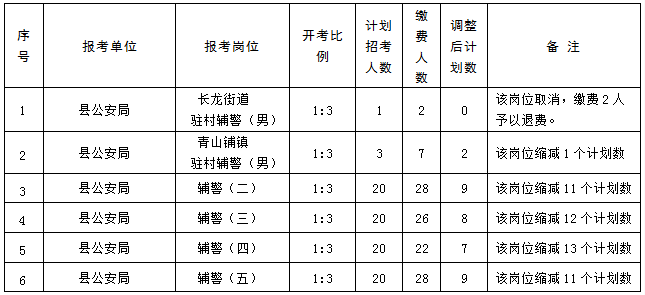 序号 报考单位 报考岗位 开考比例 计划招考人数 缴费人数 调整后计划数 备 注
1 县公安局 长龙街道驻村辅警（男） 1:3 1 2 0 该岗位取消，缴费2人予以退费。
2 县公安局 青山铺镇驻村辅警（男） 1:3 3 7 2 该岗位缩减1个计划数
3 县公安局 辅警（二） 1:3 20 28 9 该岗位缩减11个计划数
4 县公安局 辅警（三） 1:3 20 26 8 该岗位缩减12个计划数
5 县公安局 辅警（四） 1:3 20 22 7 该岗位缩减13个计划数
6 县公安局 辅警（五） 1:3 20 28 9 该岗位缩减11个计划数